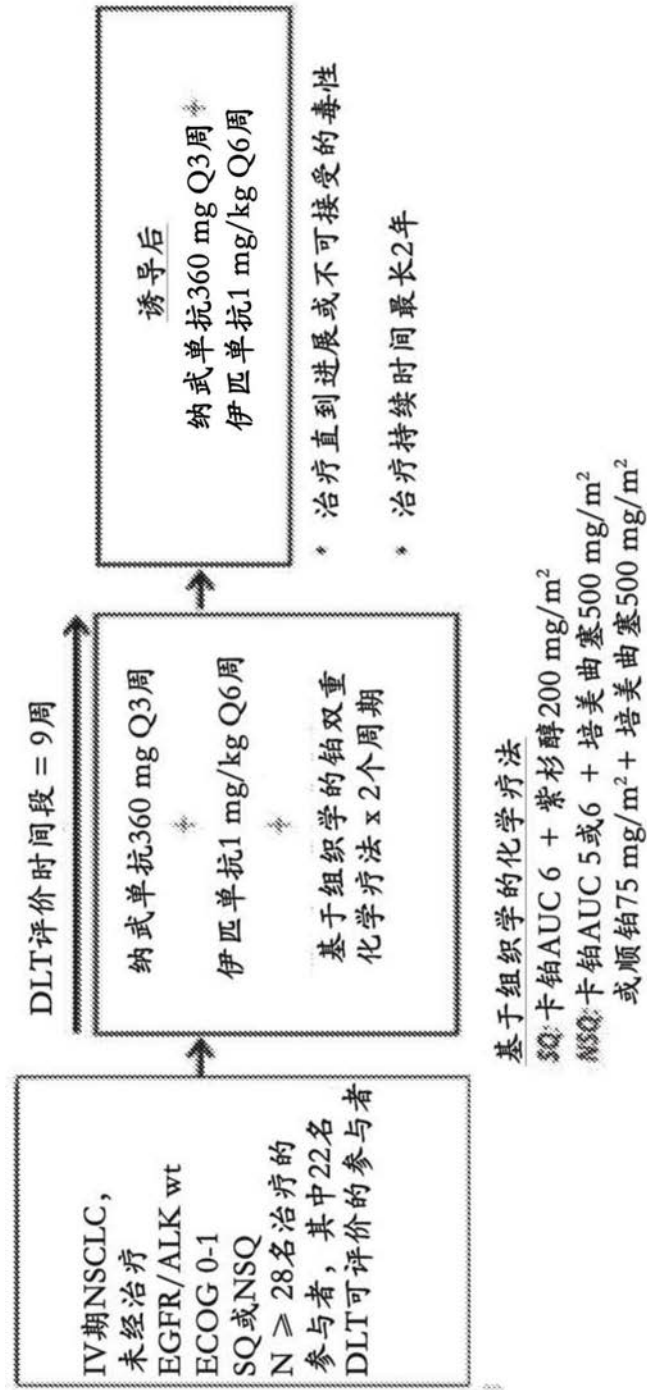 IV期NSCLC,
未经治疗
EGFR/ALK wt
ECOG 0-1
SQ或NSQ
N ≥ 28名治疗的
参与者，其中22名
DLT可评价的参与者
DLT评价时间段 = 9周
纳武单抗360 mg Q3周
+
伊匹单抗1 mg/kg Q6周
+
基于组织学的铂双重
化学疗法 x 2个周期
诱导后
纳武单抗360 mg Q3周+
伊匹单抗1 mg/kg Q6周
* 治疗直到进展或不可接受的毒性
* 治疗持续时间最长2年
基于组织学的化学疗法
SQ:卡铂AUC 6 + 紫杉醇200 mg/m²
NSQ:卡铂AUC 5或6 + 培美曲塞500 mg/m²
或顺铂75 mg/m² + 培美曲塞500 mg/m²